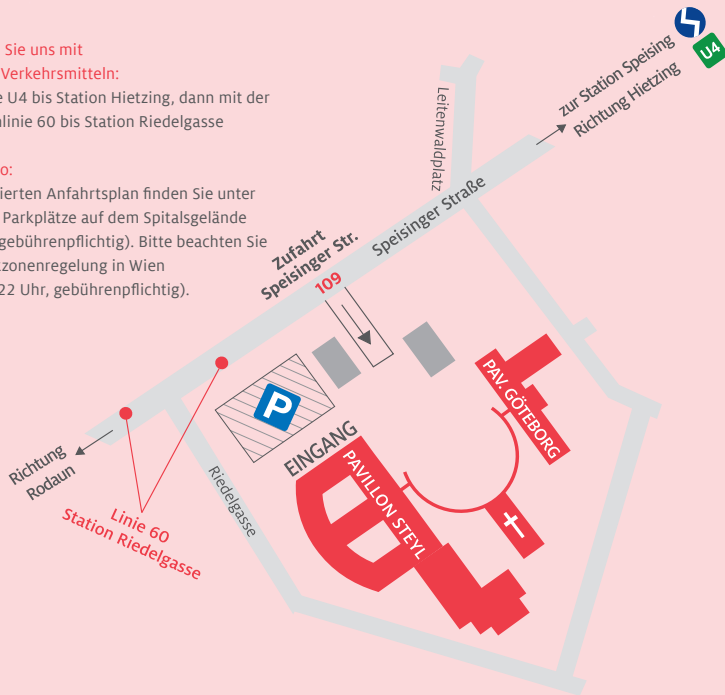 Sie uns mit
Verkehrsmitteln:
e U4 bis Station Hietzing, dann mit der
linie 60 bis Station Riedelgasse
o:
ierten Anfahrtsplan finden Sie unter
Parkplätze auf dem Spitalsgelände
gebührenpflichtig). Bitte beachten Sie
zonenregelung in Wien
22 Uhr, gebührenpflichtig).
U4
zur Station Speising
Richtung Hietzing
Leitenwaldplatz
Speisinger Straße
Zufahrt
Speisinger Str.
109
P
EINGANG
PAVILLON STEYL
PAV. GÖTEBORG
Richtung
Rodaun
Riedelgasse
Linie 60
Station Riedelgasse